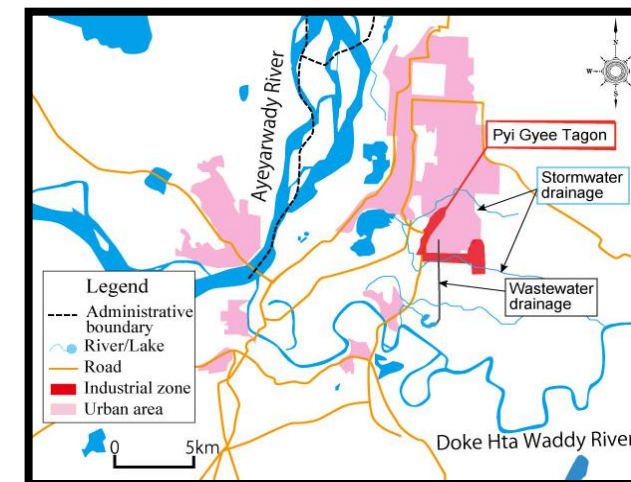 Ayeyarwady River
N
W
S
Pyi Gyee Tagon
Stormwater
drainage
Wastewater
drainage
Legend
Administrative
boundary
River/Lake
Road
Industrial zone
Urban area
0 5km
Doke Hta Waddy River